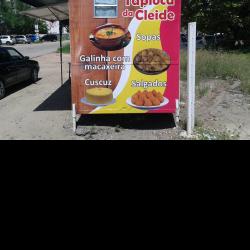 Tapioca
da Cleide
Sopas
Galinha com
macaxeira
Cuscuz
Salgados